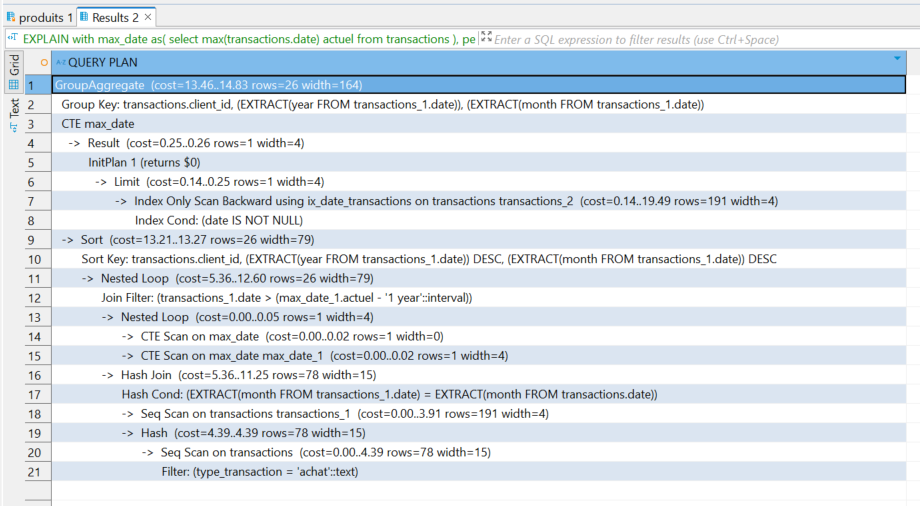 produits 1 Results 2 ×
EXPLAIN with max_date as( select max(transactions.date) actuel from transactions ), pe Enter a SQL expression to filter results (use Ctrl+Space)
Grid
Text
QUERY PLAN
1 GroupAggregate (cost=13.46..14.83 rows=26 width=164)
2 Group Key: transactions.client_id, (EXTRACT(year FROM transactions_1.date)), (EXTRACT(month FROM transactions_1.date))
3 CTE max_date
4 -> Result (cost=0.25..0.26 rows=1 width=4)
5 InitPlan 1 (returns $0)
6 -> Limit (cost=0.14..0.25 rows=1 width=4)
7 -> Index Only Scan Backward using ix_date_transactions on transactions transactions_2 (cost=0.14..19.49 rows=191 width=4)
8 Index Cond: (date IS NOT NULL)
9 -> Sort (cost=13.21..13.27 rows=26 width=79)
10 Sort Key: transactions.client_id, (EXTRACT(year FROM transactions_1.date)) DESC, (EXTRACT(month FROM transactions_1.date)) DESC
11 -> Nested Loop (cost=5.36..12.60 rows=26 width=79)
12 Join Filter: (transactions_1.date > (max_date_1.actuel - '1 year'::interval))
13 -> Nested Loop (cost=0.00..0.05 rows=1 width=4)
14 -> CTE Scan on max_date (cost=0.00..0.02 rows=1 width=0)
15 -> CTE Scan on max_date max_date_1 (cost=0.00..0.02 rows=1 width=4)
16 -> Hash Join (cost=5.36..11.25 rows=78 width=15)
17 Hash Cond: (EXTRACT(month FROM transactions_1.date) = EXTRACT(month FROM transactions.date))
18 -> Seq Scan on transactions transactions_1 (cost=0.00..3.91 rows=191 width=4)
19 -> Hash (cost=4.39..4.39 rows=78 width=15)
20 -> Seq Scan on transactions (cost=0.00..4.39 rows=78 width=15)
21 Filter: (type_transaction = 'achat'::text)